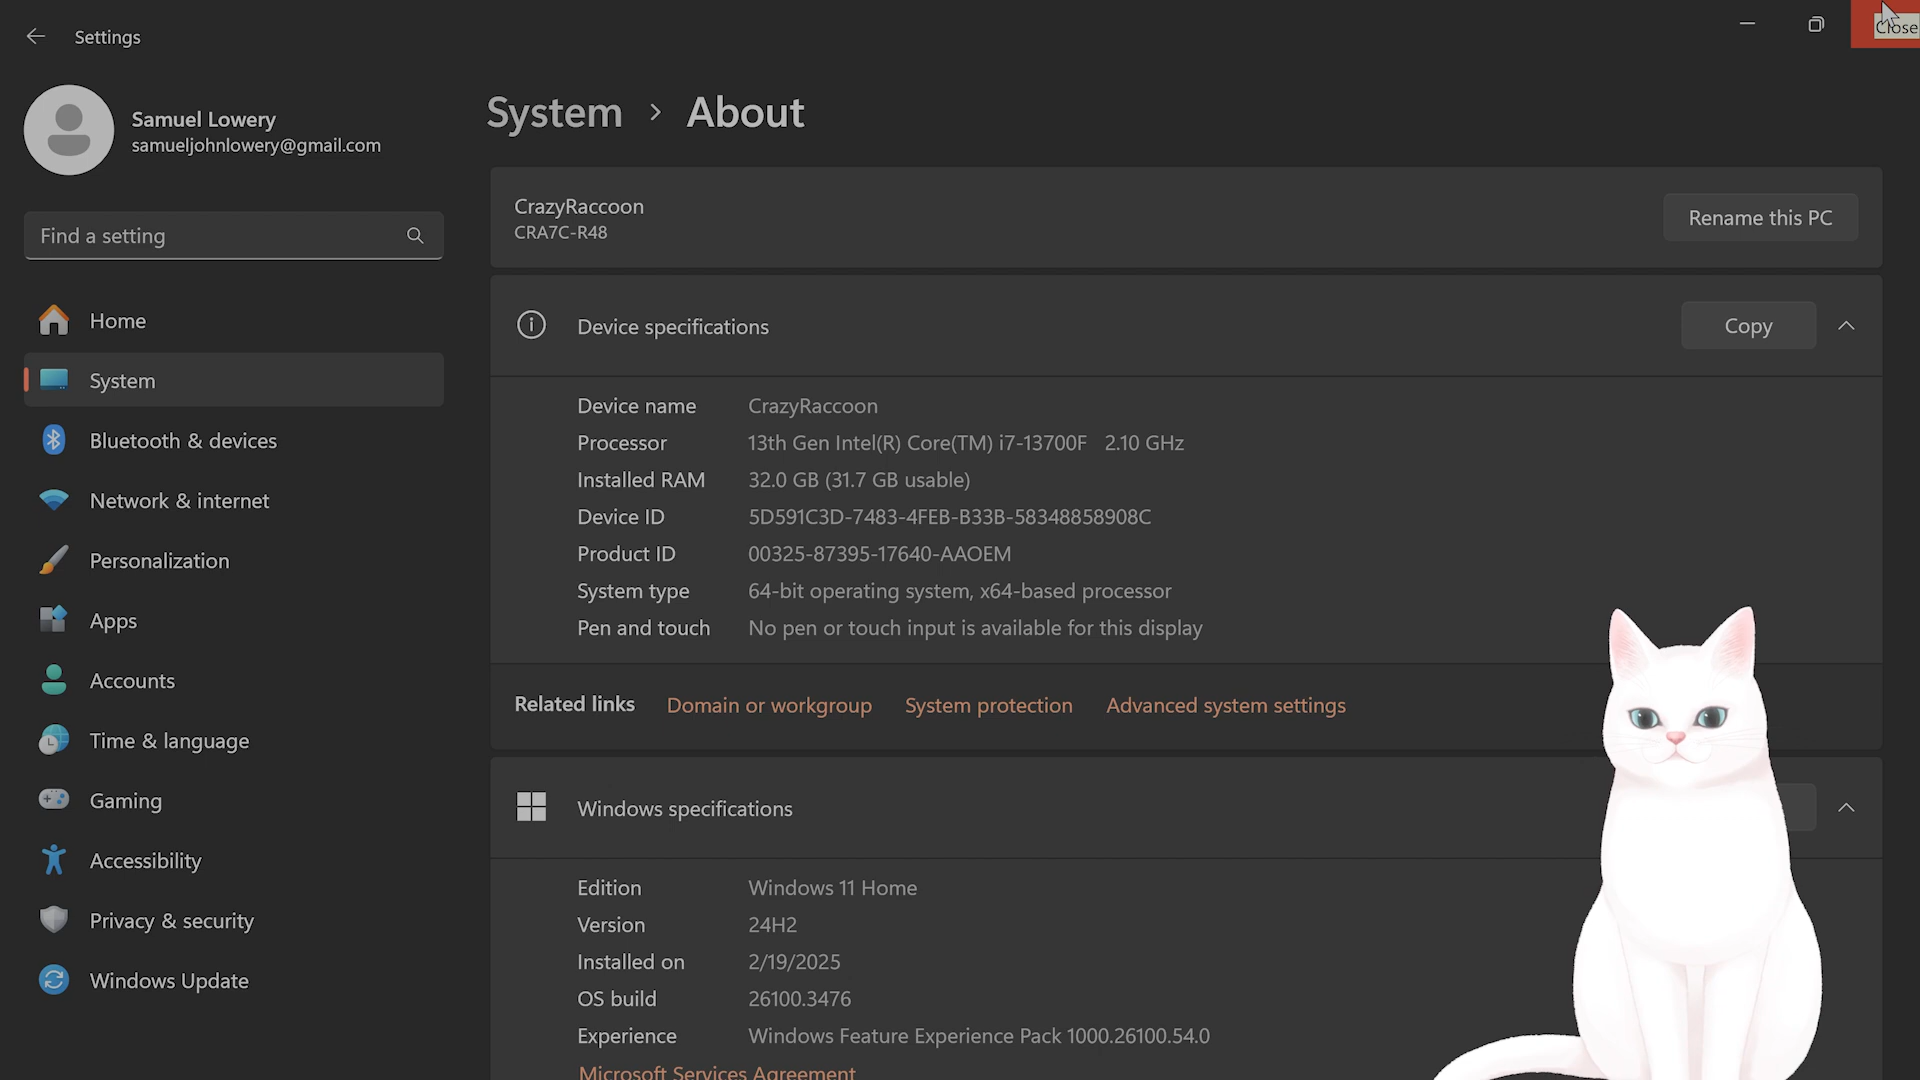 Settings
Close
Samuel Lowery
samueljohnlowery@gmail.com
Find a setting
Home
System
Bluetooth & devices
Network & internet
Personalization
Apps
Accounts
Time & language
Gaming
Accessibility
Privacy & security
Windows Update
System > About
CrazyRaccoon
CRA7C-R48
Rename this PC
Device specifications
Copy
Device name CrazyRaccoon
Processor 13th Gen Intel(R) Core(TM) i7-13700F 2.10 GHz
Installed RAM 32.0 GB (31.7 GB usable)
Device ID 5D591C3D-7483-4FEB-B33B-58348858908C
Product ID 00325-87395-17640-AAOEM
System type 64-bit operating system, x64-based processor
Pen and touch No pen or touch input is available for this display
Related links Domain or workgroup System protection Advanced system settings
Windows specifications
Edition Windows 11 Home
Version 24H2
Installed on 2/19/2025
OS build 26100.3476
Experience Windows Feature Experience Pack 1000.26100.54.0
Microsoft Services Agreement